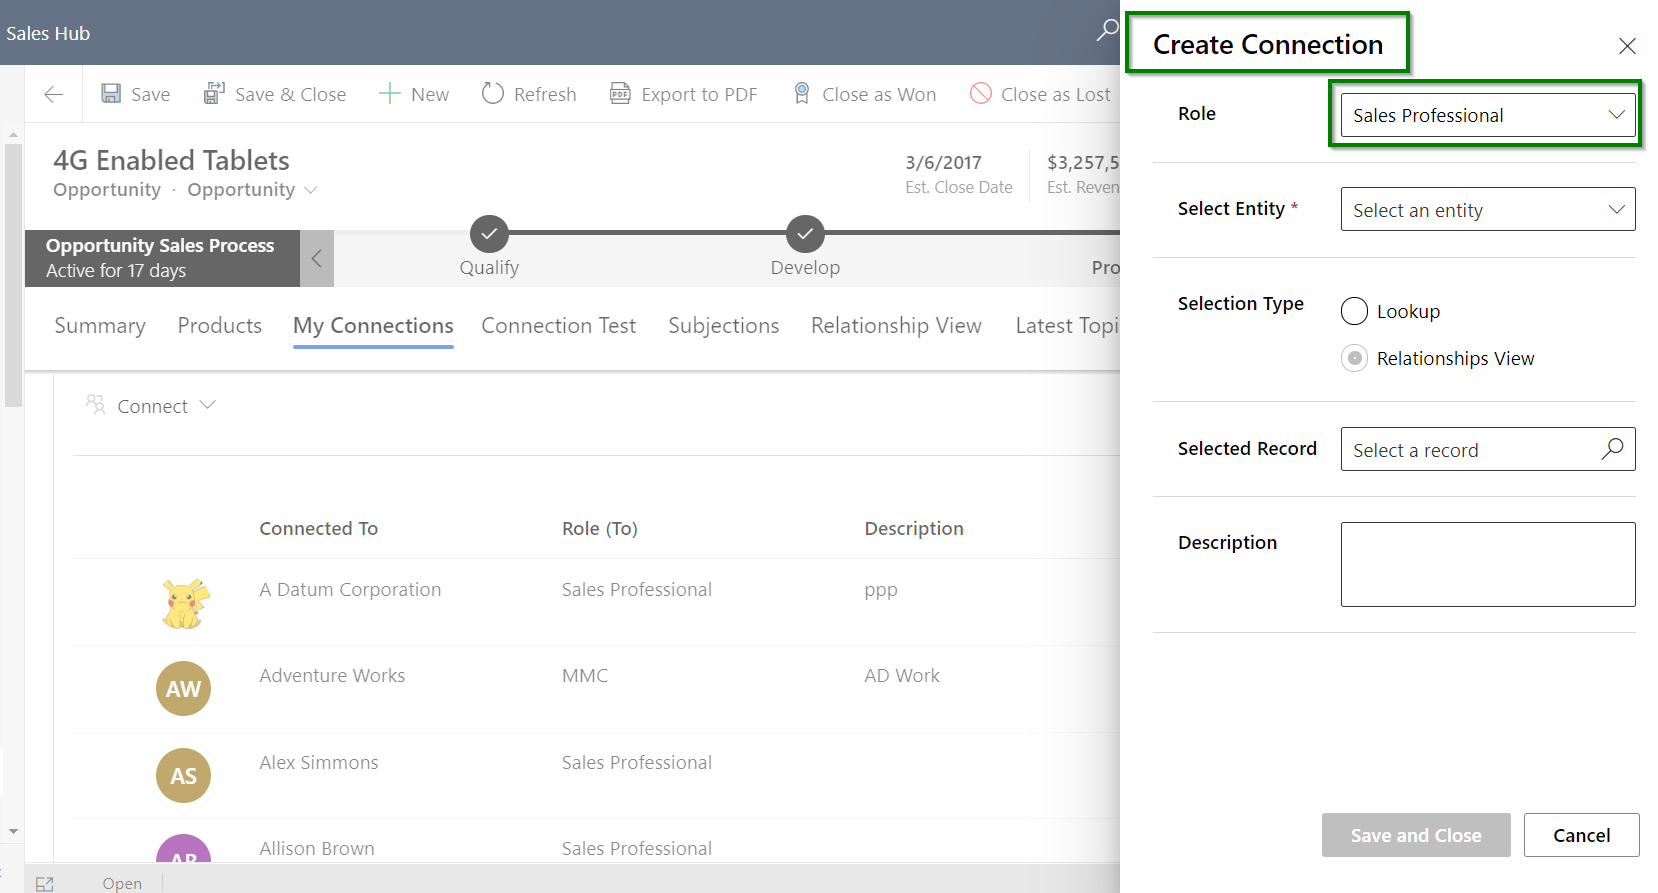 Sales Hub
Save
Save & Close
New
Refresh
Export to PDF
Close as Won
Close as Lost
4G Enabled Tablets
Opportunity · Opportunity
3/6/2017
Est. Close Date
$3,257,5
Est. Reven
Opportunity Sales Process
Active for 17 days
Qualify
Develop
Pro
Summary
Products
My Connections
Connection Test
Subjections
Relationship View
Latest Topi
Connect
Connected To
Role (To)
Description
A Datum Corporation
Sales Professional
ppp
AW
Adventure Works
MMC
AD Work
AS
Alex Simmons
Sales Professional
AB
Allison Brown
Sales Professional
Open
Create Connection
Role
Sales Professional
Select Entity *
Select an entity
Selection Type
Lookup
Relationships View
Selected Record
Select a record
Description
Save and Close
Cancel